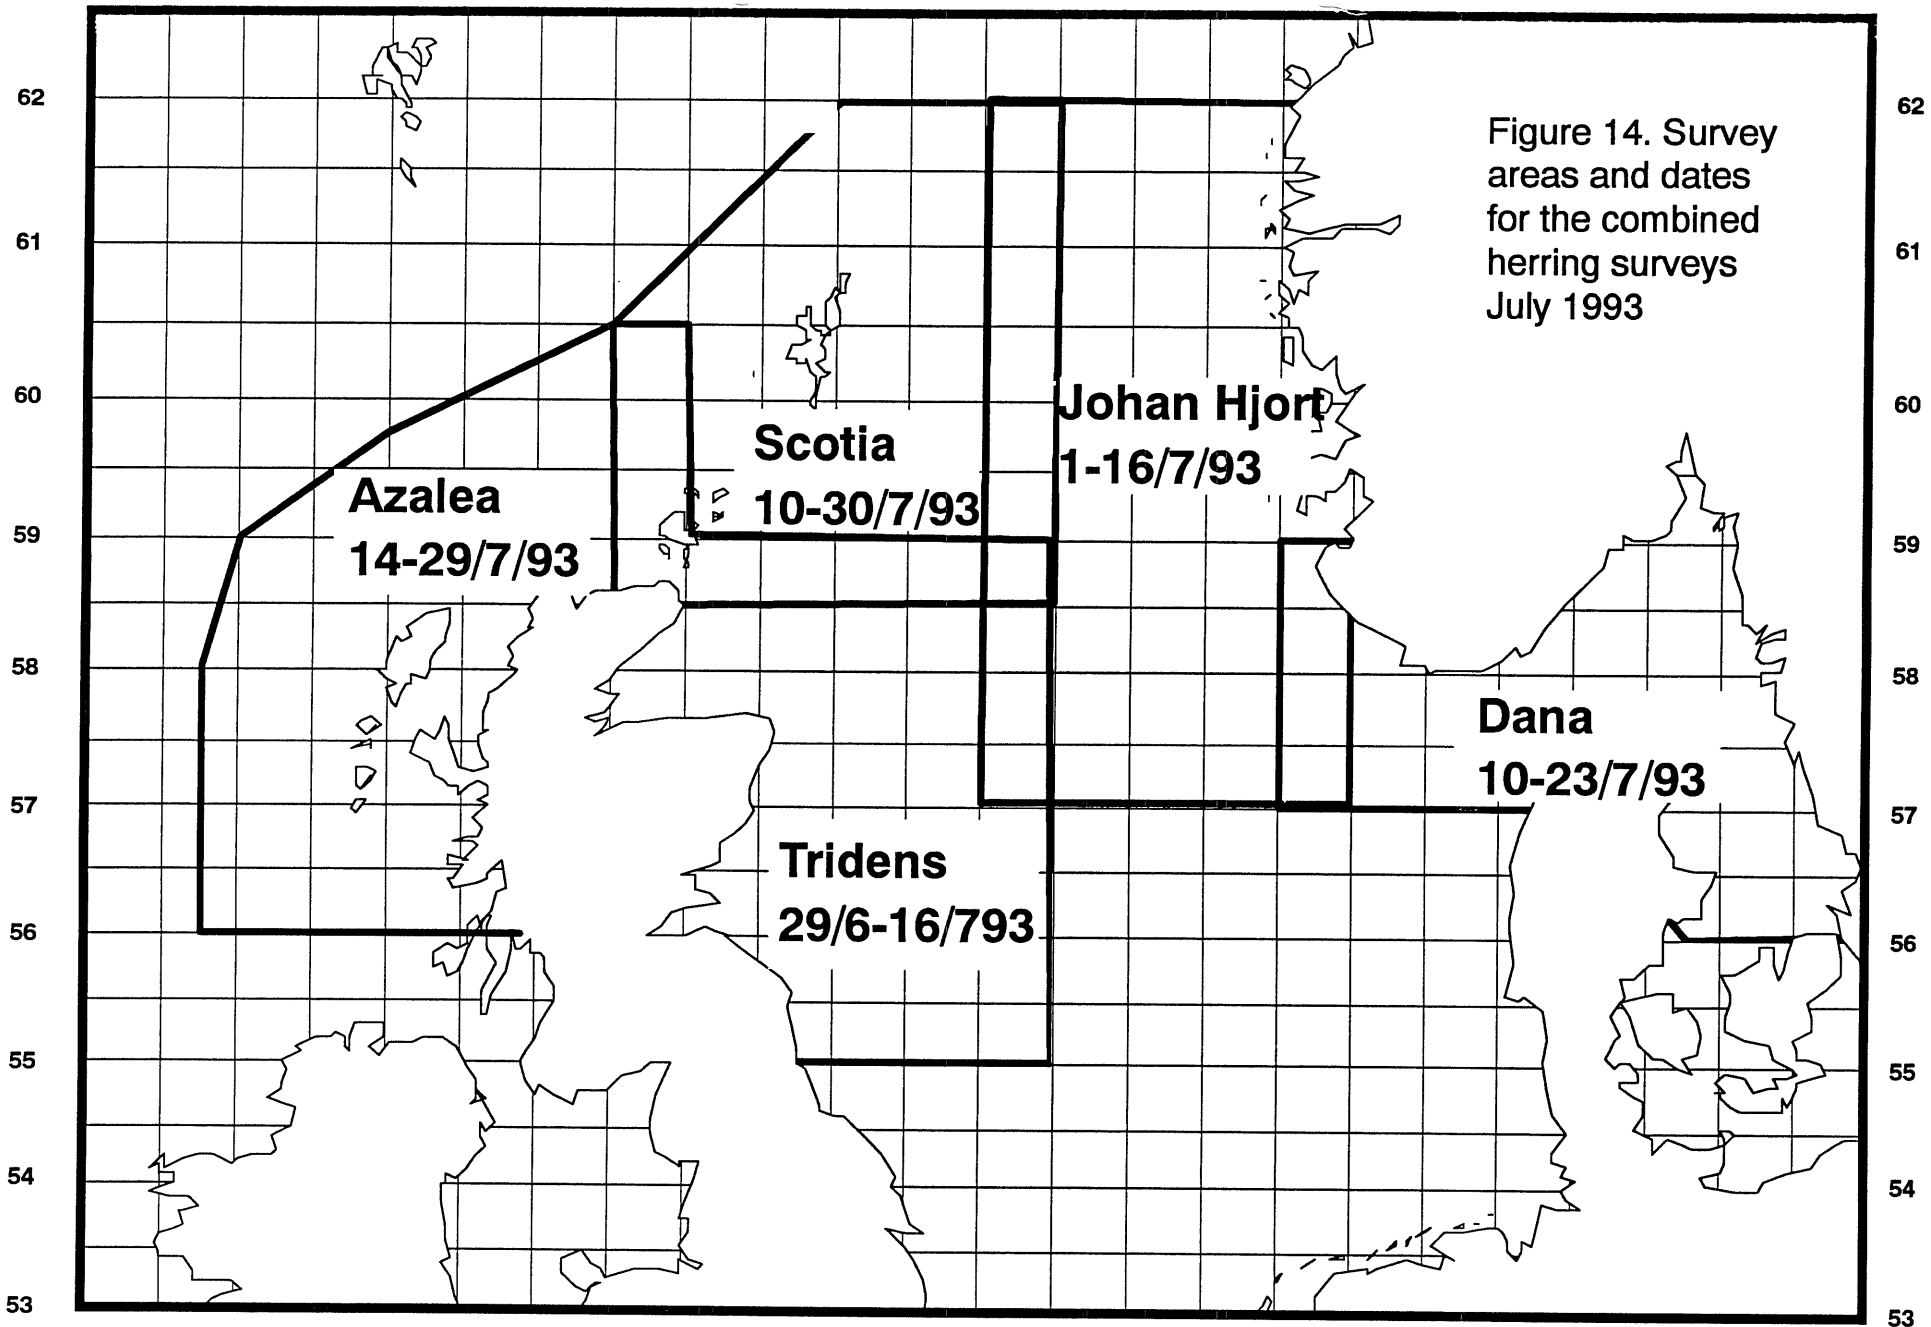 62
61
60
59
58
57
56
55
54
53
62
61
60
59
58
57
56
55
54
53
Figure 14. Survey
areas and dates
for the combined
herring surveys
July 1993
Johan Hjort
1-16/7/93
Scotia
10-30/7/93
Azalea
14-29/7/93
Dana
10-23/7/93
Tridens
29/6-16/793